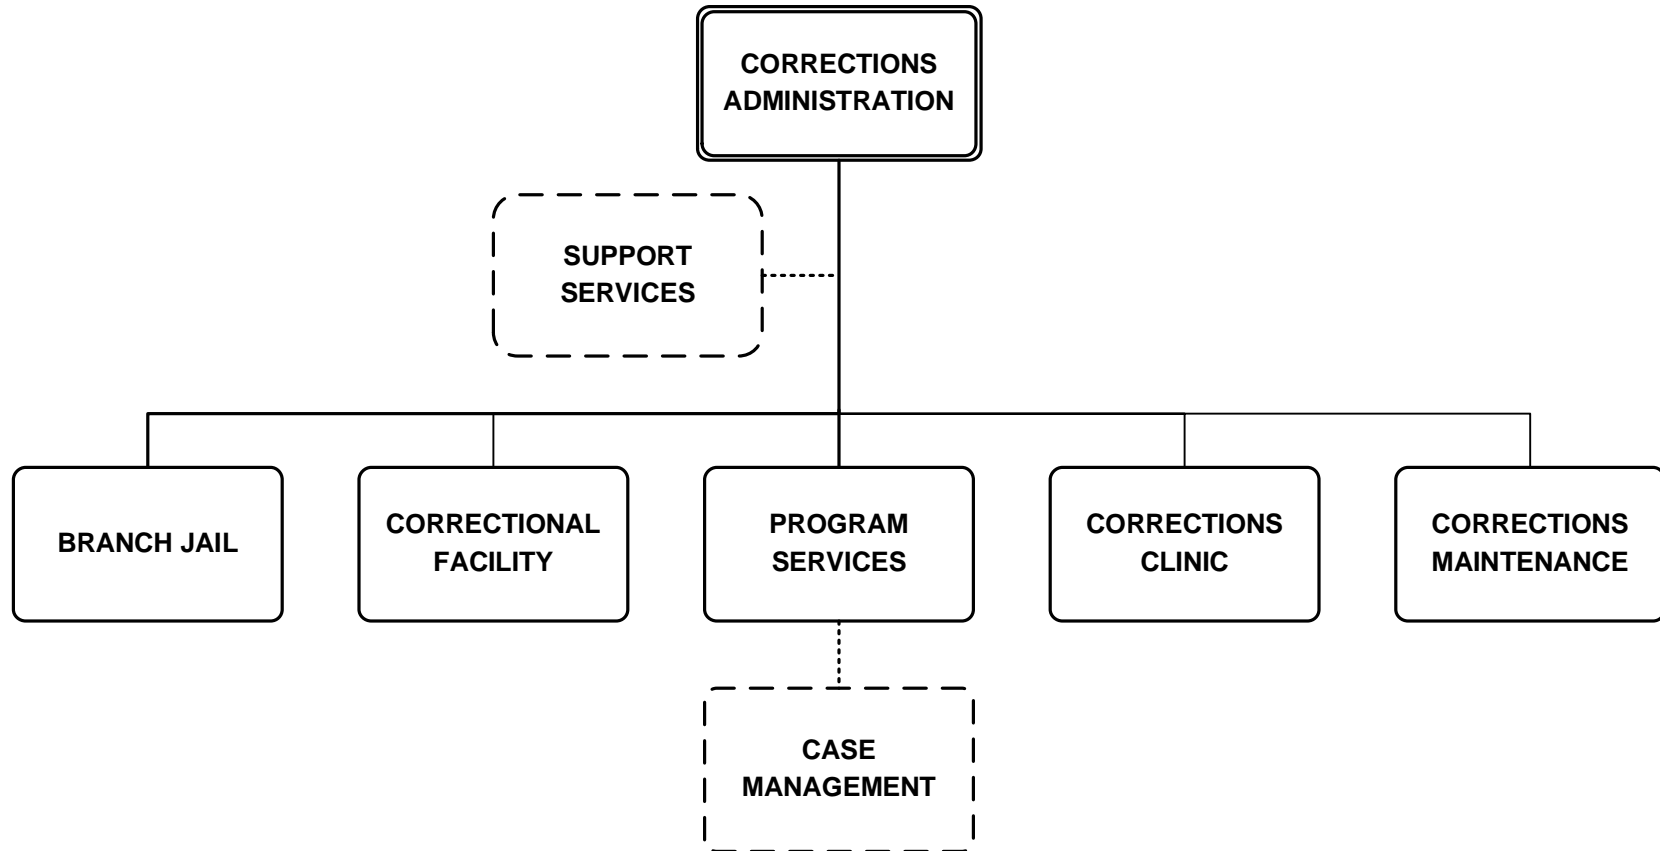 CORRECTIONS
ADMINISTRATION
SUPPORT
SERVICES
BRANCH JAIL
CORRECTIONAL
FACILITY
PROGRAM
SERVICES
CORRECTIONS
CLINIC
CORRECTIONS
MAINTENANCE
CASE
MANAGEMENT